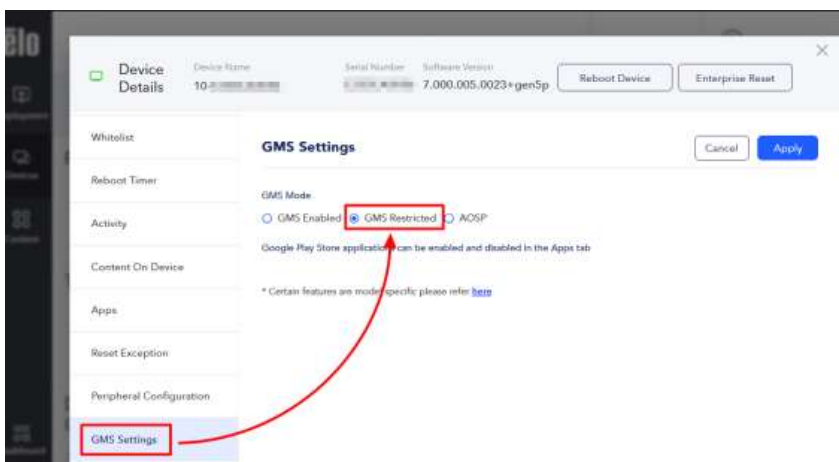 elo
Device Details
Device Name
10-
Serial Number
Software Version
7.000.005.0023+gen5p
Reboot Device
Enterprise Reset
Whitelist
Reboot Timer
Activity
Content On Device
Apps
Reset Exception
Peripheral Configuration
GMS Settings
GMS Settings
Cancel
Apply
GMS Mode
GMS Enabled
GMS Restricted
AOSP
Google Play Store applications can be enabled and disabled in the Apps tab
* Certain features are model specific please refer here